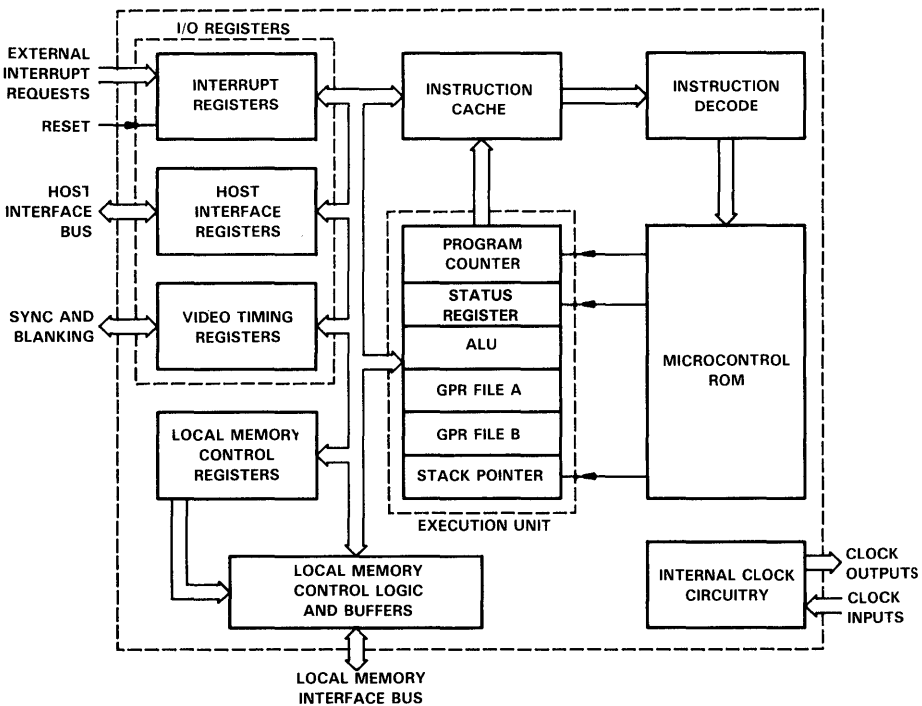 I/O REGISTERS
EXTERNAL
INTERRUPT
REQUESTS
RESET
INTERRUPT
REGISTERS
INSTRUCTION
CACHE
INSTRUCTION
DECODE
HOST
INTERFACE
BUS
HOST
INTERFACE
REGISTERS
SYNC AND
BLANKING
VIDEO TIMING
REGISTERS
PROGRAM
COUNTER
STATUS
REGISTER
ALU
GPR FILE A
GPR FILE B
STACK POINTER
EXECUTION UNIT
MICROCONTROL
ROM
LOCAL MEMORY
CONTROL
REGISTERS
LOCAL MEMORY
CONTROL LOGIC
AND BUFFERS
INTERNAL CLOCK
CIRCUITRY
CLOCK
OUTPUTS
CLOCK
INPUTS
LOCAL MEMORY
INTERFACE BUS